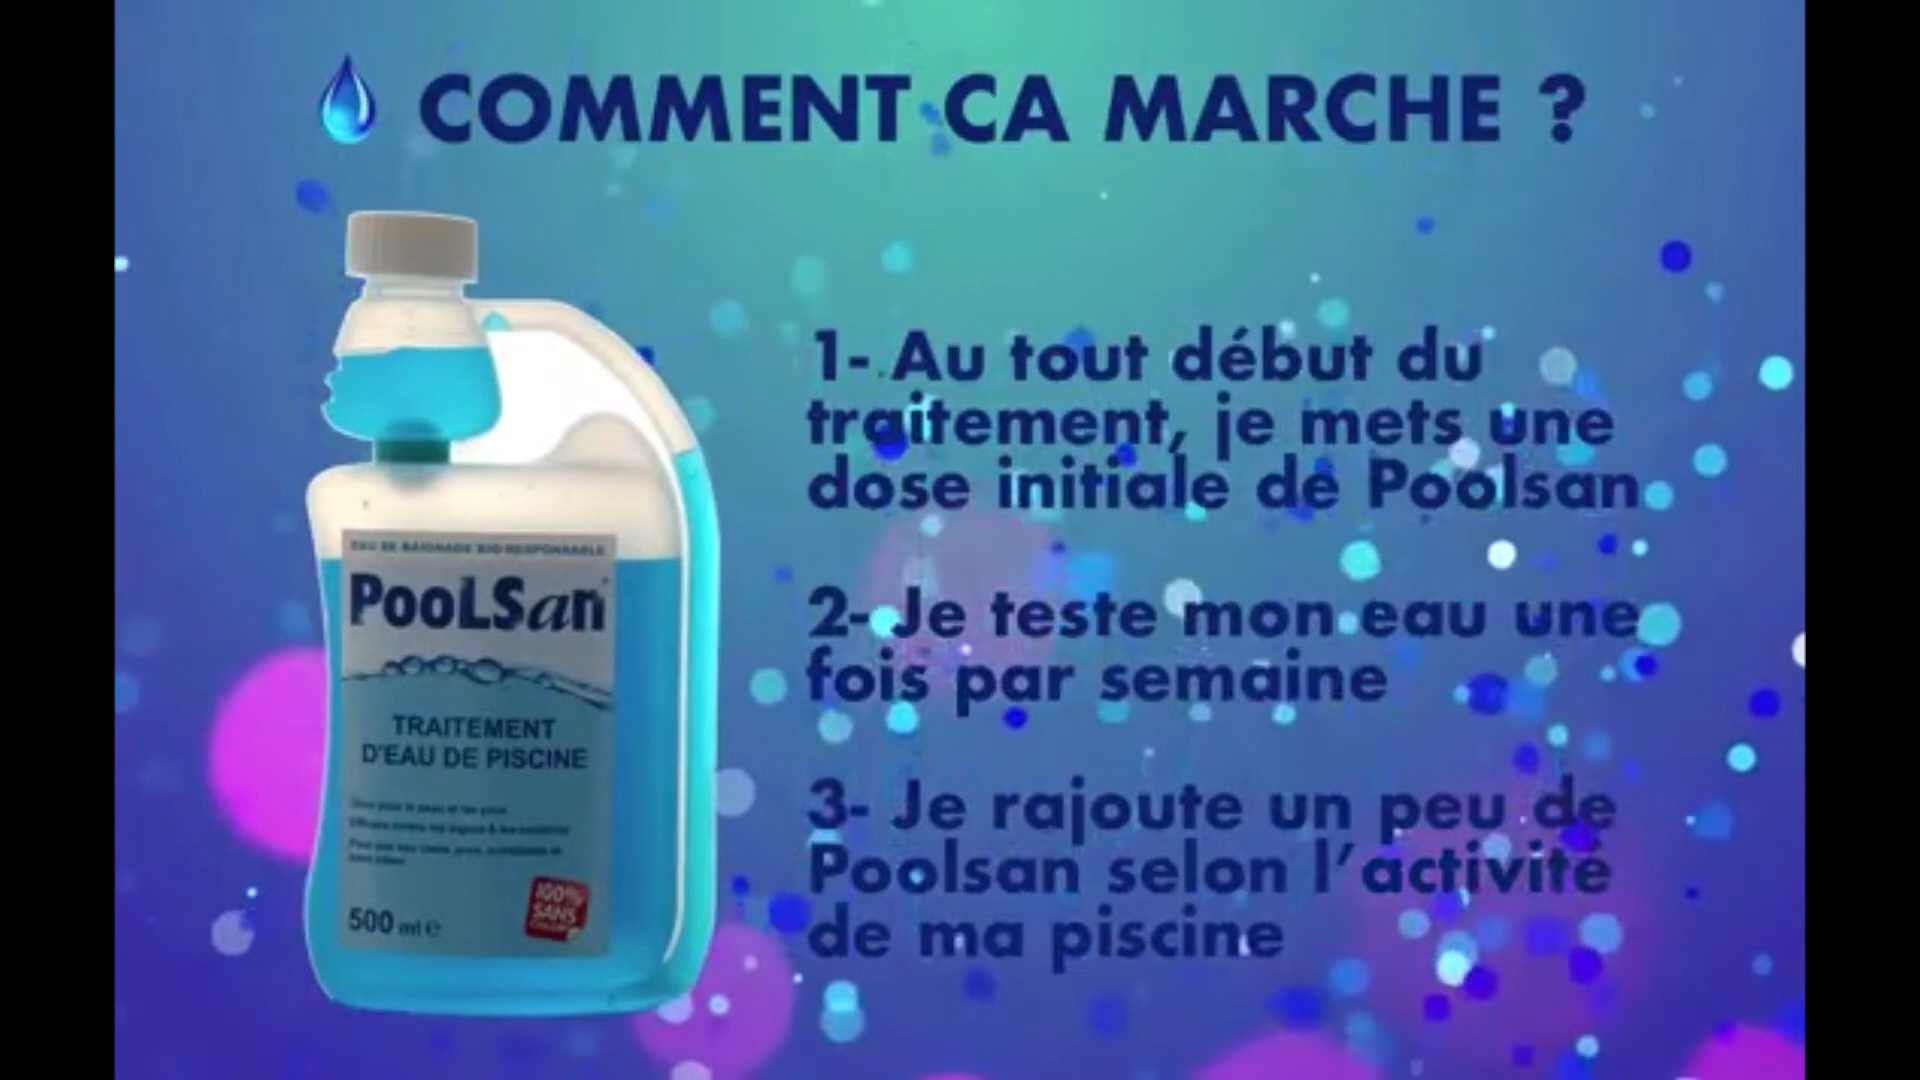 COMMENT CA MARCHE ?
1- Au tout début du
traitement, je mets une
dose initiale de Poolsan
2- Je teste mon eau une
fois par semaine
3- Je rajoute un peu de
Poolsan selon l'activité
de ma piscine
EAU DE BAIGNADE BIO-RESPONSABLE
PooLSan
TRAITEMENT
D'EAU DE PISCINE
500 ml e
100%
SANS